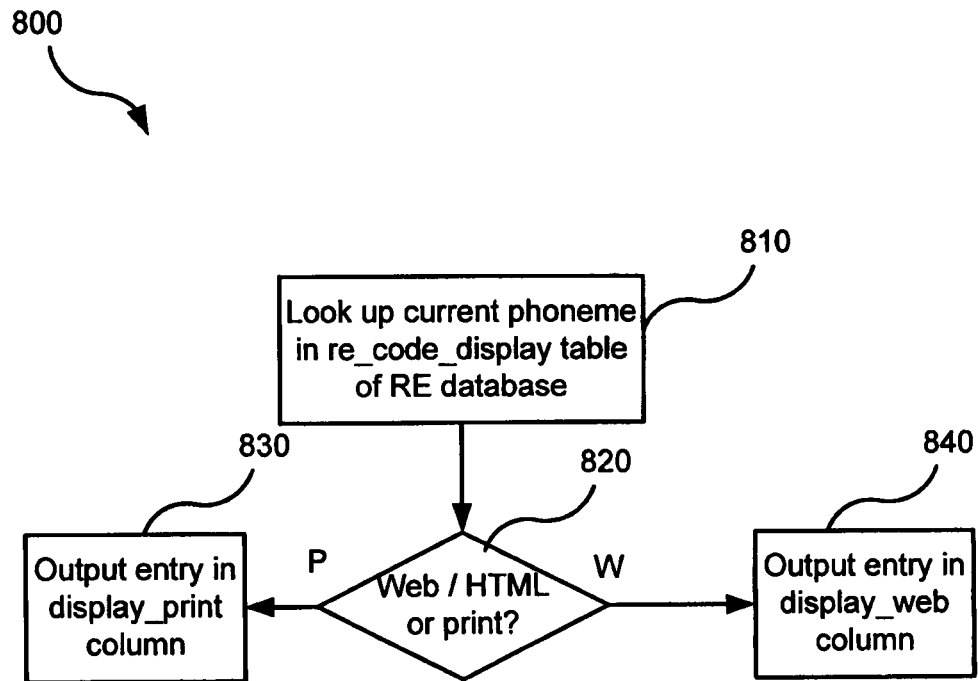 800
810
Look up current phoneme
in re_code_display table
of RE database
830
820
840
Output entry in
display_print
column
P
Web / HTML
or print?
W
Output entry in
display_web
column